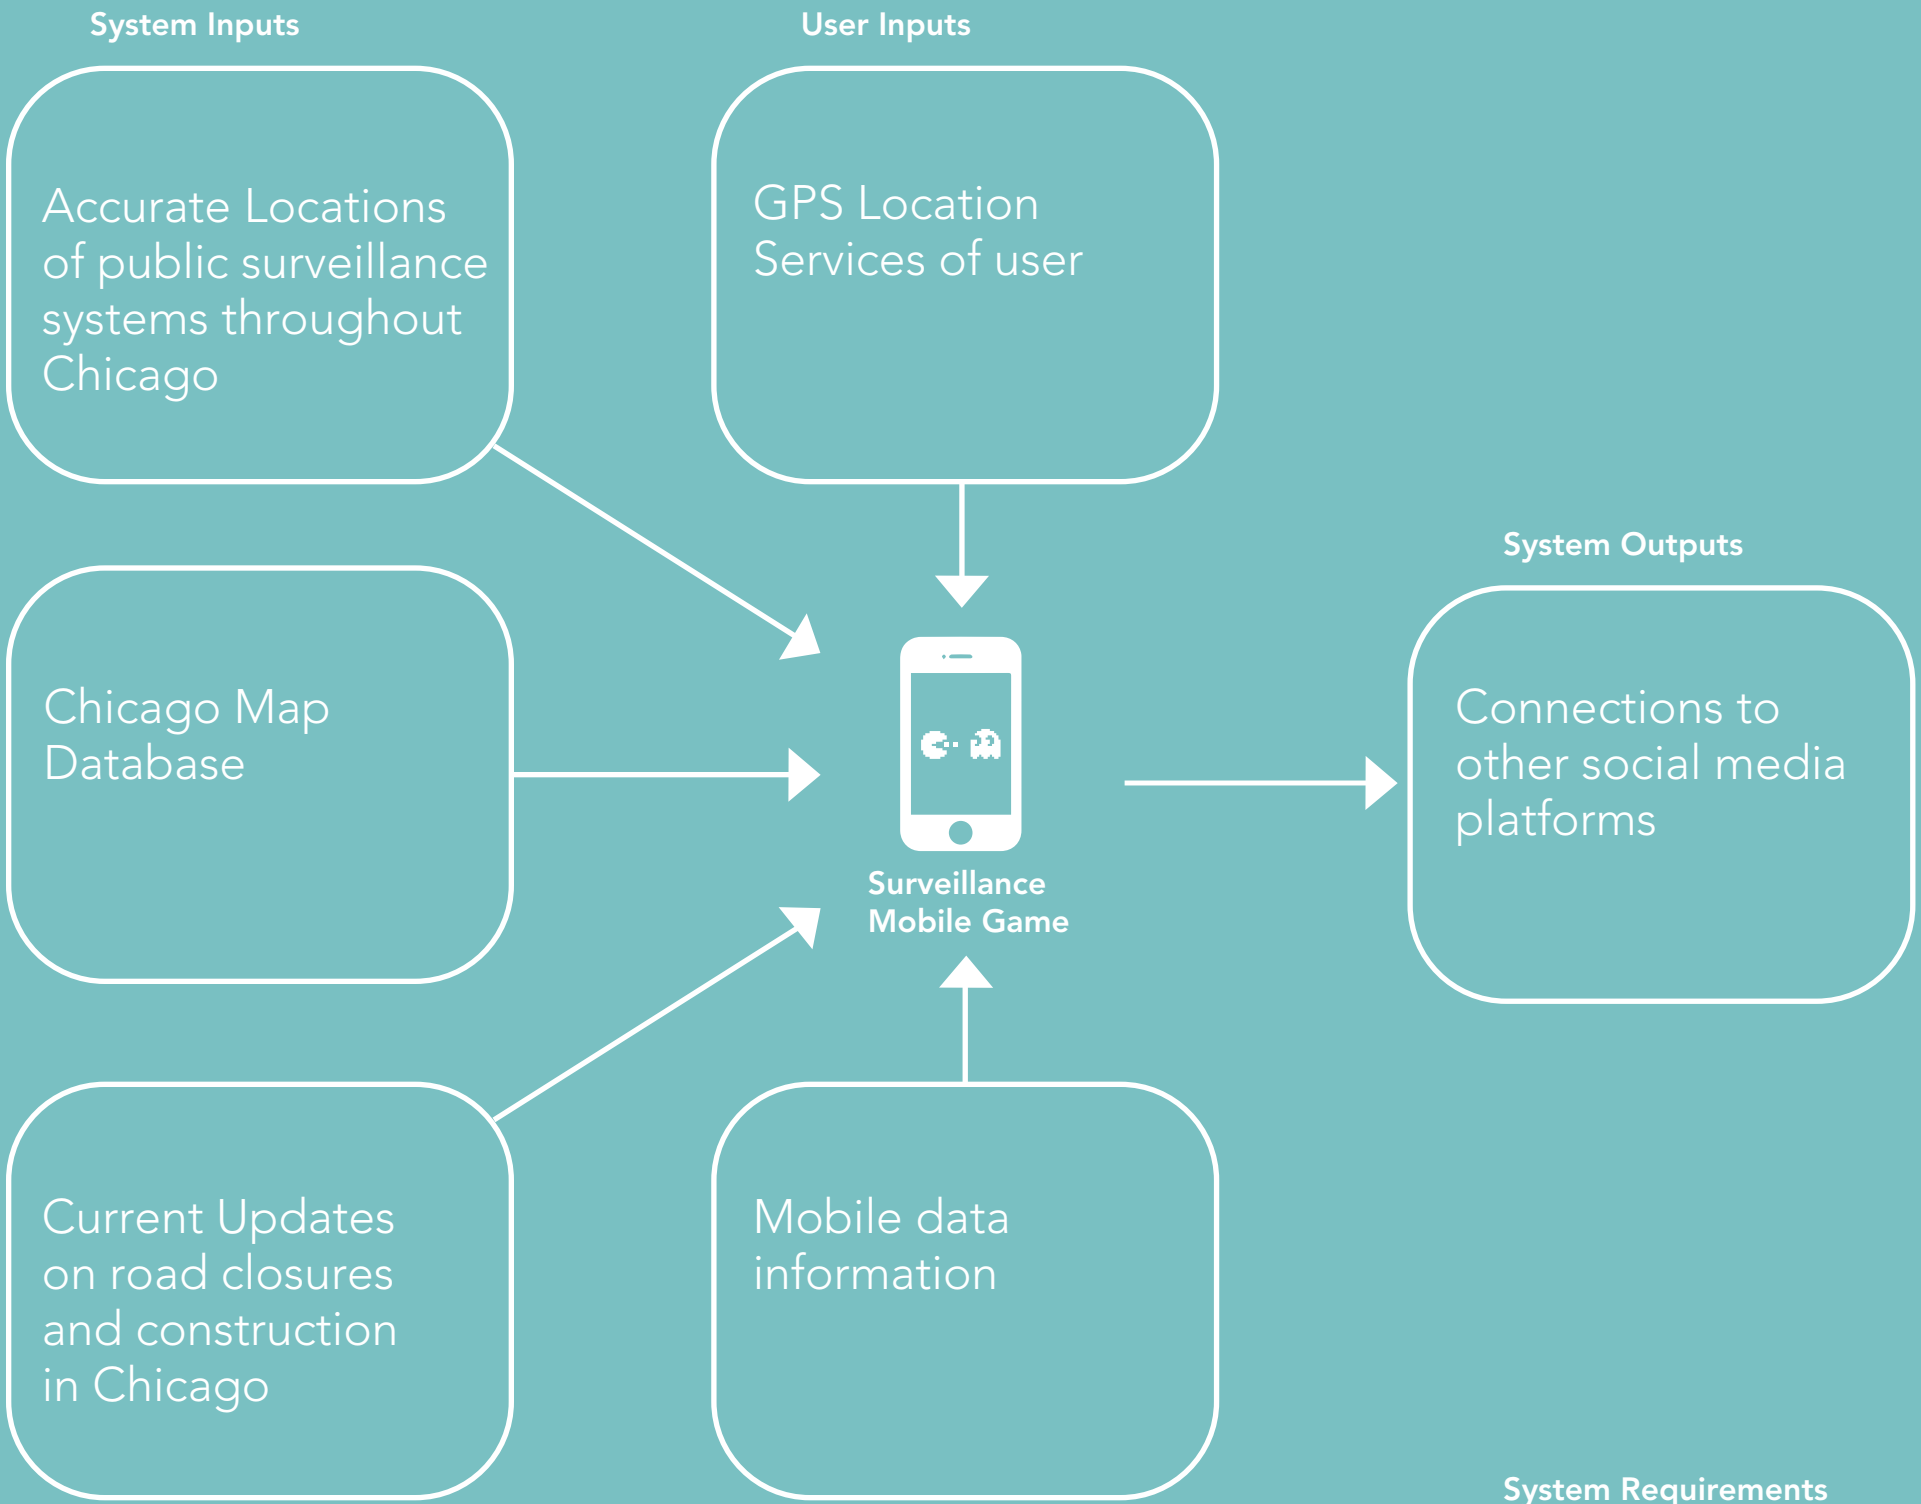 System Inputs
Accurate Locations
of public surveillance
systems throughout
Chicago
Chicago Map
Database
Current Updates
on road closures
and construction
in Chicago
User Inputs
GPS Location
Services of user
Surveillance
Mobile Game
Mobile data
information
System Outputs
Connections to
other social media
platforms
System Requirements